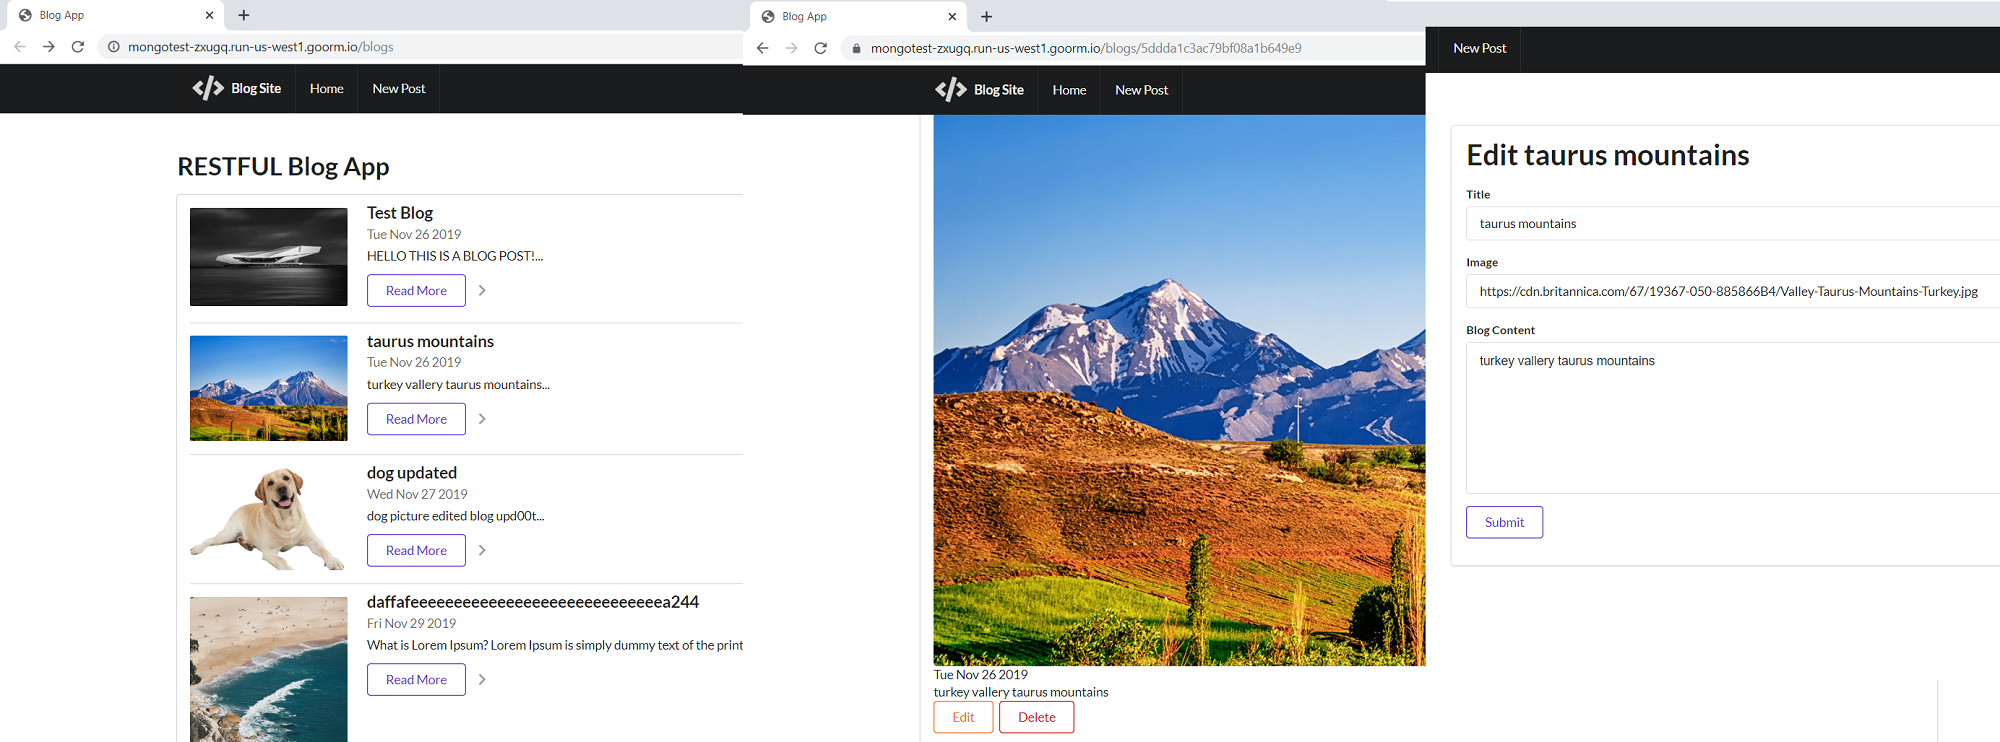 Blog App
mongotest-zxugq.run-us-west1.goorm.io/blogs
Blog Site
Home
New Post
RESTFUL Blog App
Test Blog
Tue Nov 26 2019
HELLO THIS IS A BLOG POST!...
Read More
taurus mountains
Tue Nov 26 2019
turkey vallery taurus mountains...
Read More
dog updated
Wed Nov 27 2019
dog picture edited blog upd00t...
Read More
daffafeeeeeeeeeeeeeeeeeeeeeeeeeeeeea244
Fri Nov 29 2019
What is Lorem Ipsum? Lorem Ipsum is simply dummy text of the print
Read More
Blog App
mongotest-zxugq.run-us-west1.goorm.io/blogs/5ddda1c3ac79bf08a1b649e9
Blog Site
Home
New Post
Tue Nov 26 2019
turkey vallery taurus mountains
Edit
Delete
New Post
Edit taurus mountains
Title
taurus mountains
Image
https://cdn.britannica.com/67/19367-050-885866B4/Valley-Taurus-Mountains-Turkey.jpg
Blog Content
turkey vallery taurus mountains
Submit